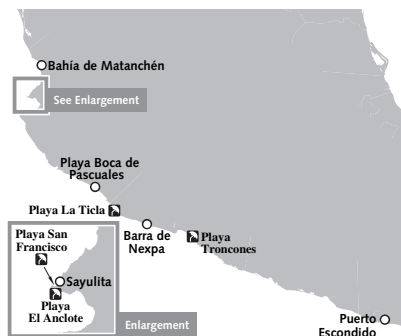 Bahía de Matanchén
See Enlargement
Playa Boca de
Pascuales
Playa La Ticla
Barra de
Nexpa
Playa
Troncones
Playa San
Francisco
Sayulita
Playa
El Anclote
Enlargement
Puerto
Escondido